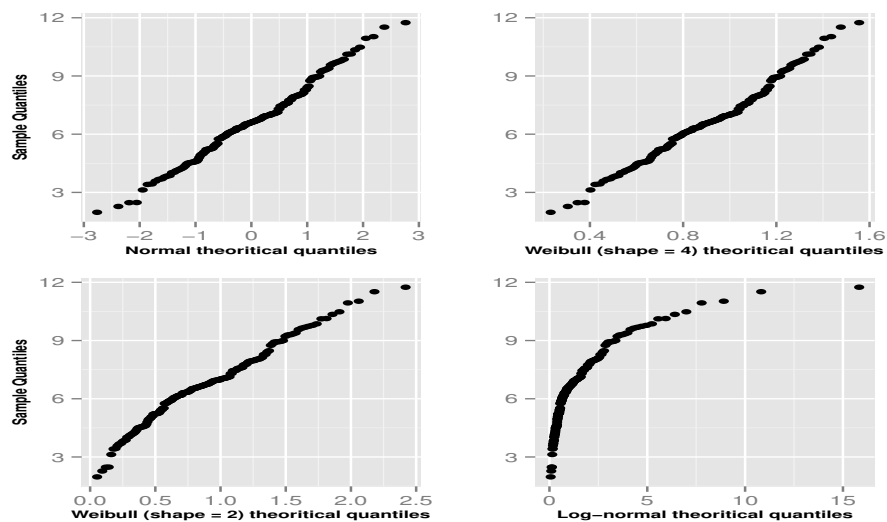 12
9
6
3
Sample Quantiles
−3 −2 −1 0 1 2 3
Normal theoritical quantiles
12
9
6
3
0.4 0.8 1.2 1.6
Weibull (shape = 4) theoritical quantiles
12
9
6
3
Sample Quantiles
0.0 0.5 1.0 1.5 2.0 2.5
Weibull (shape = 2) theoritical quantiles
12
9
6
3
0 5 10 15
Log−normal theoritical quantiles